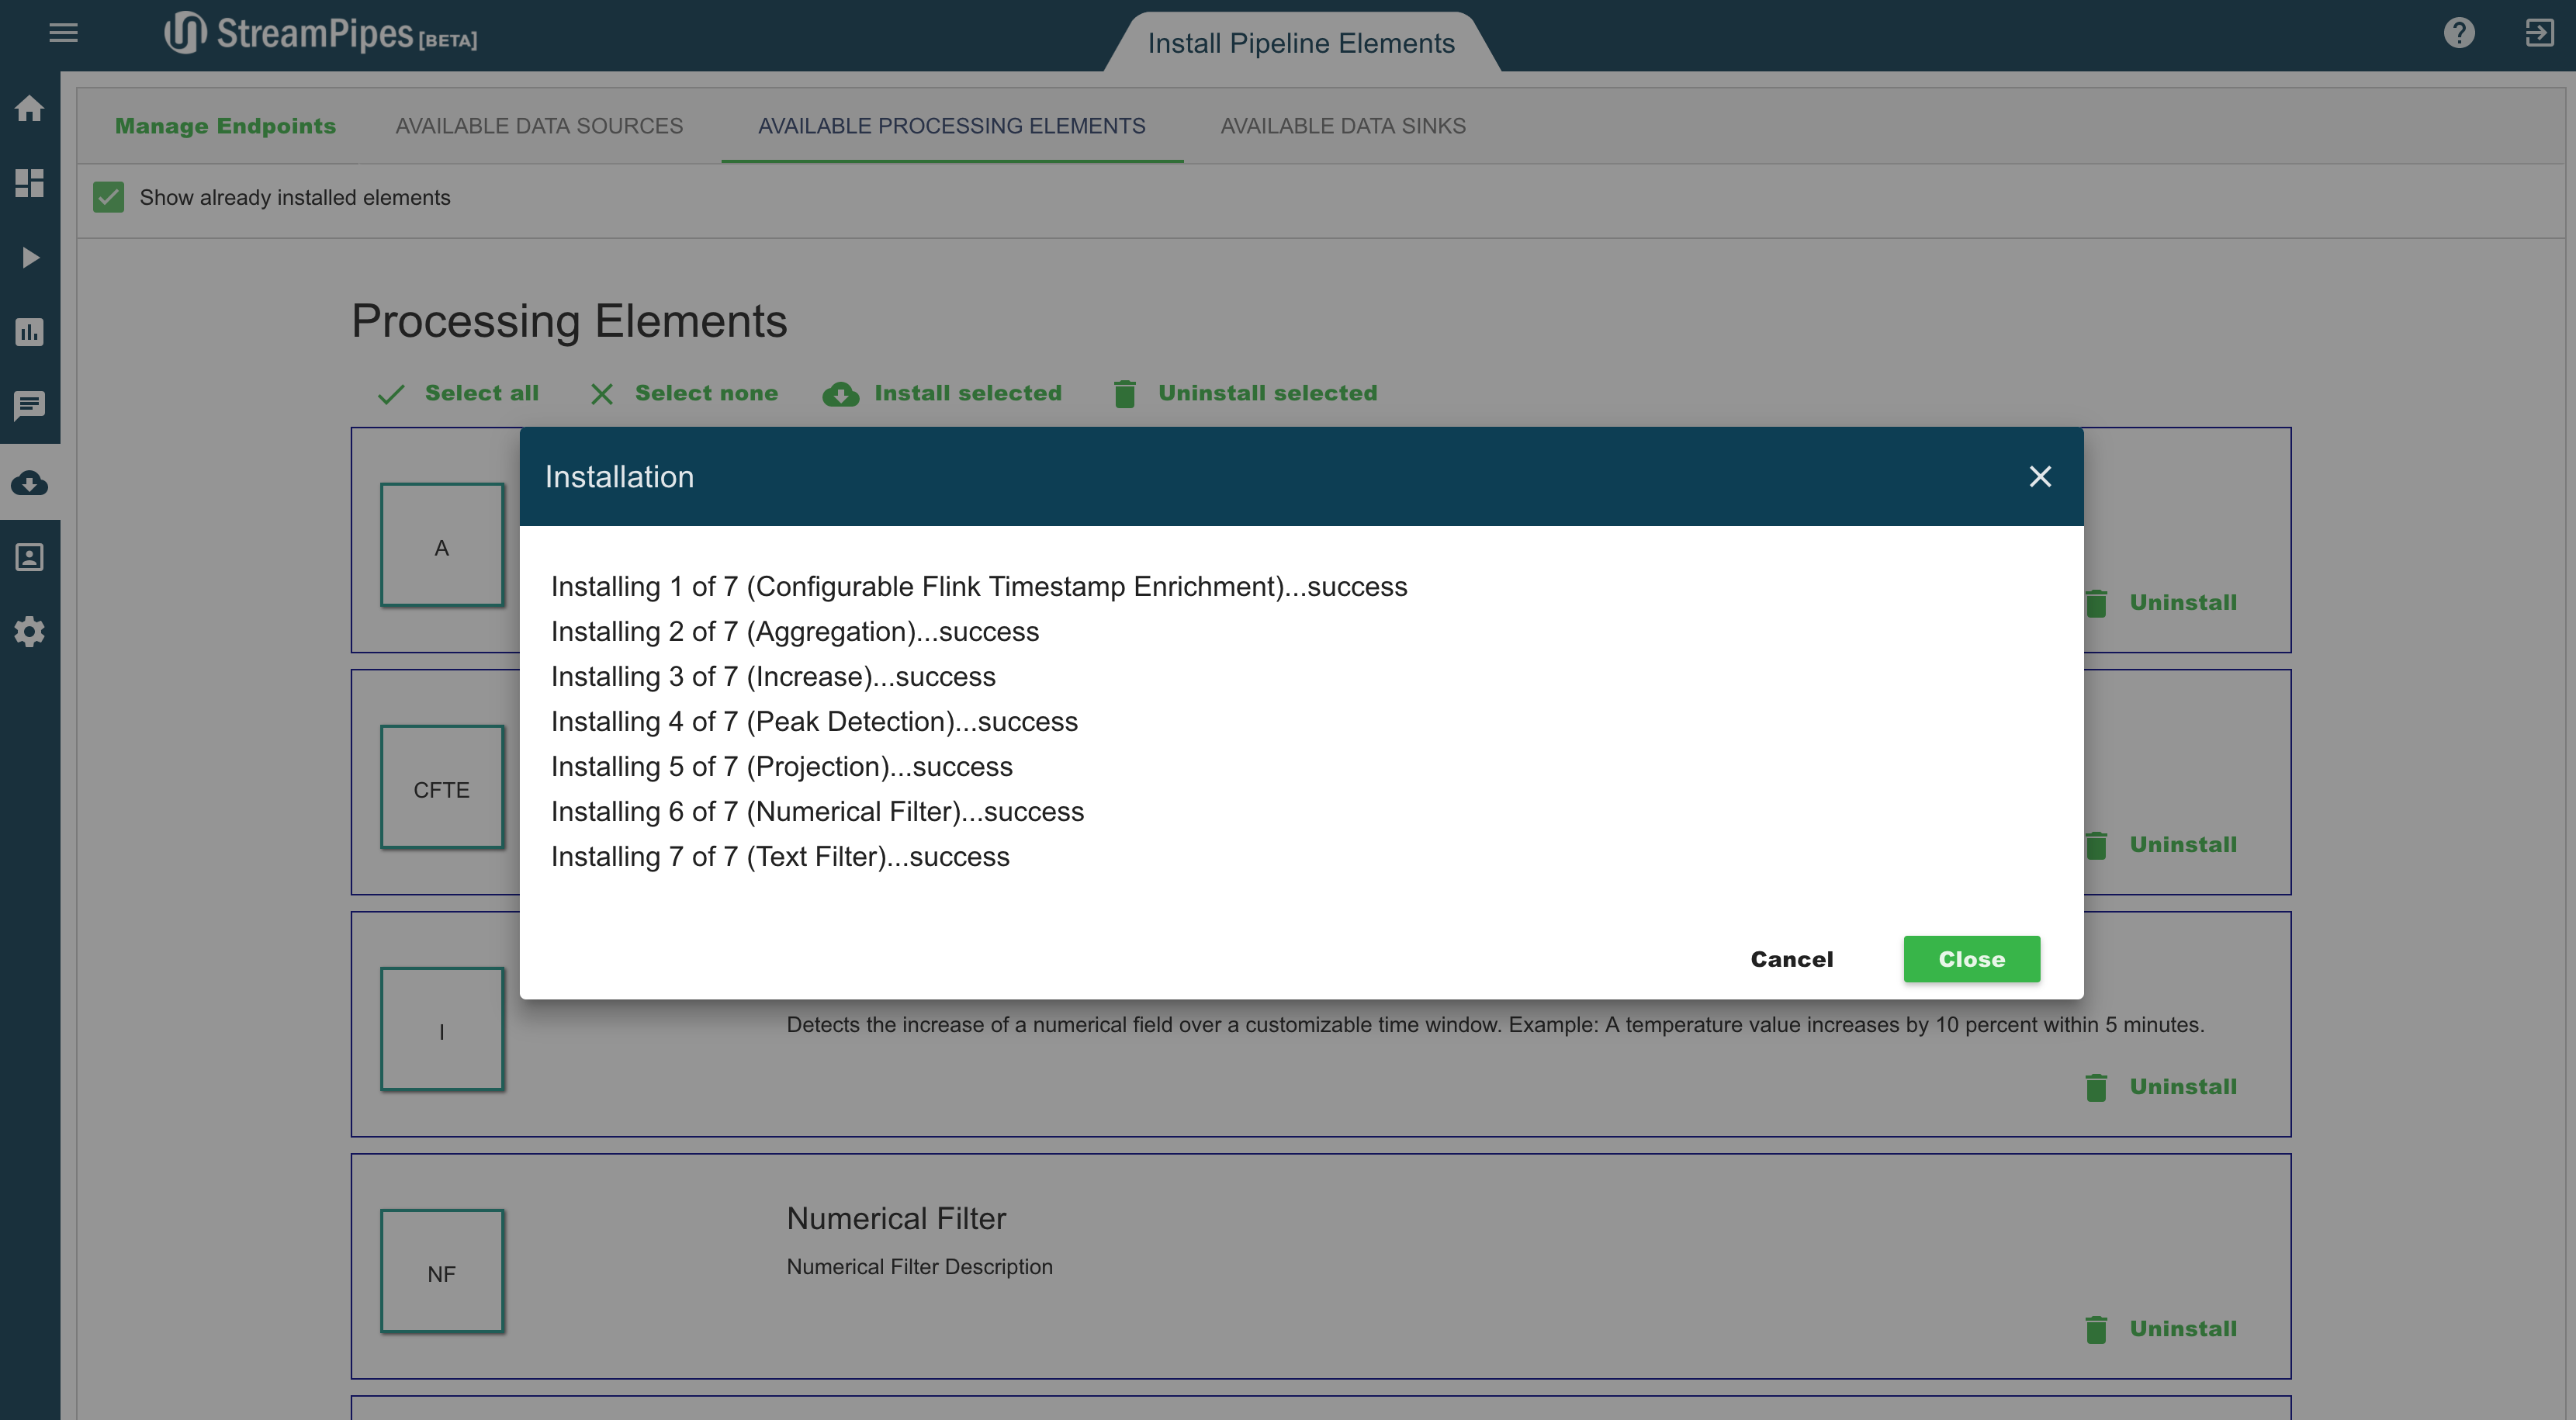 StreamPipes [BETA]
Install Pipeline Elements
Manage Endpoints
AVAILABLE DATA SOURCES
AVAILABLE PROCESSING ELEMENTS
AVAILABLE DATA SINKS
Show already installed elements
Processing Elements
Select all
Select none
Install selected
Uninstall selected
Installation
A
Uninstall
Installing 1 of 7 (Configurable Flink Timestamp Enrichment)...success
Installing 2 of 7 (Aggregation)...success
Installing 3 of 7 (Increase)...success
Installing 4 of 7 (Peak Detection)...success
Installing 5 of 7 (Projection)...success
Installing 6 of 7 (Numerical Filter)...success
Installing 7 of 7 (Text Filter)...success
CFTE
Uninstall
Cancel
Close
I
Detects the increase of a numerical field over a customizable time window. Example: A temperature value increases by 10 percent within 5 minutes.
Uninstall
NF
Numerical Filter
Numerical Filter Description
Uninstall